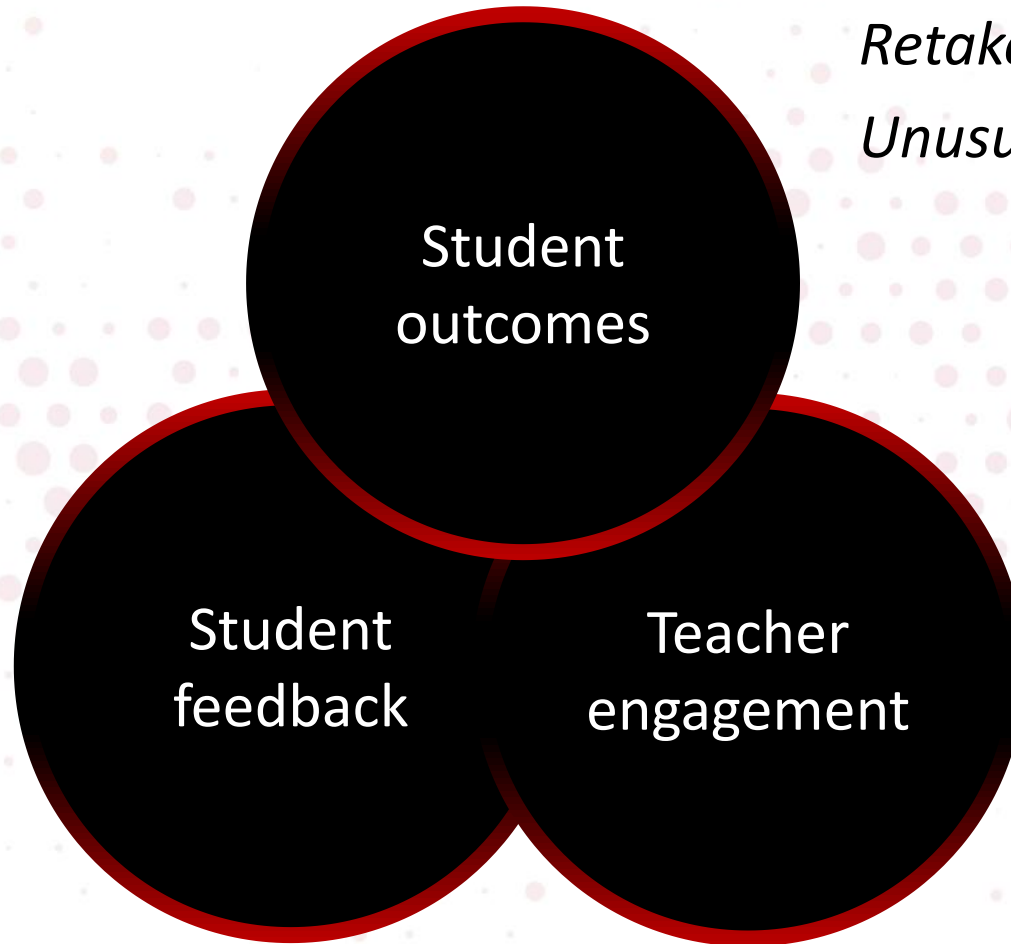 Student
outcomes
Student
feedback
Teacher
engagement